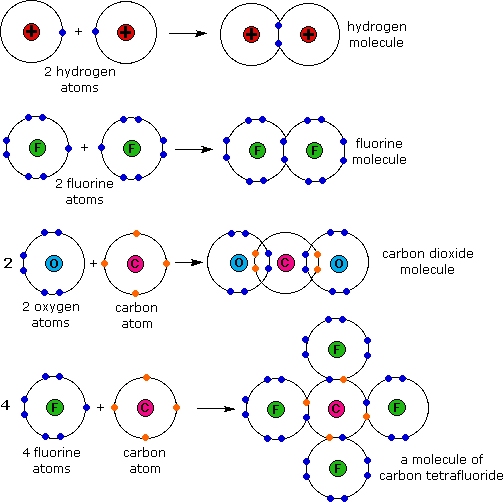 + + + hydrogen
+ molecule
2 hydrogen
atoms
F + F F F fluorine
molecule
2 fluorine
atoms
2 O + C O C O carbon dioxide
molecule
2 oxygen carbon
atoms atom
F
4 F + C F C F
4 fluorine carbon
atoms atom
F a molecule of
carbon tetrafluoride